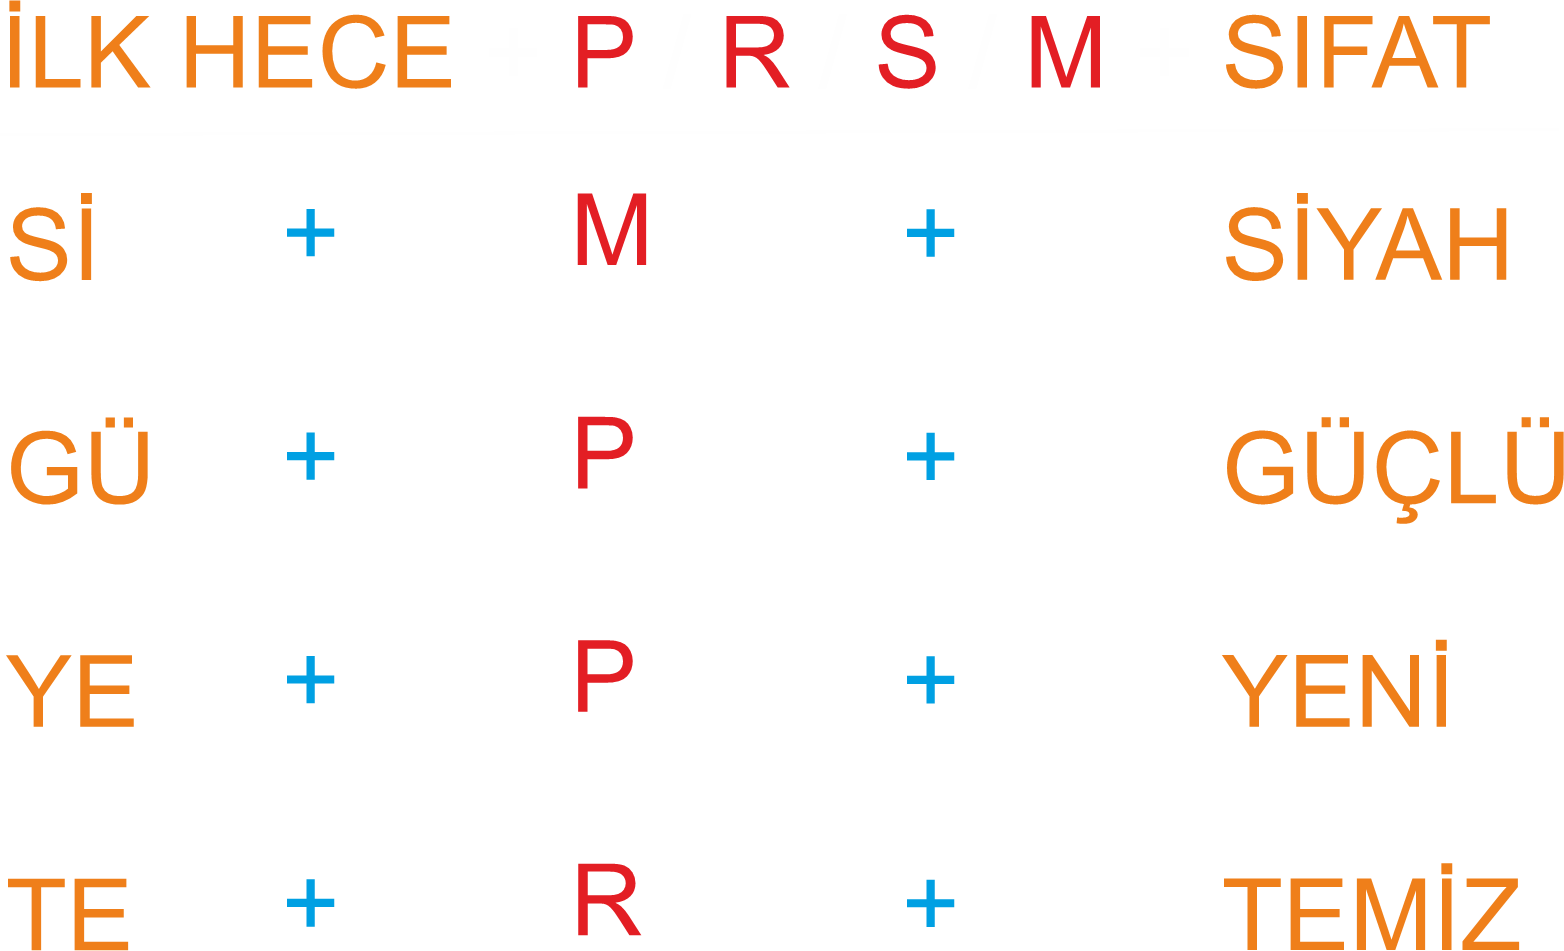 İLK HECE + P / R / S / M + SIFAT
Sİ + M + SİYAH
GÜ + P + GÜÇLÜ
YE + P + YENİ
TE + R + TEMİZ